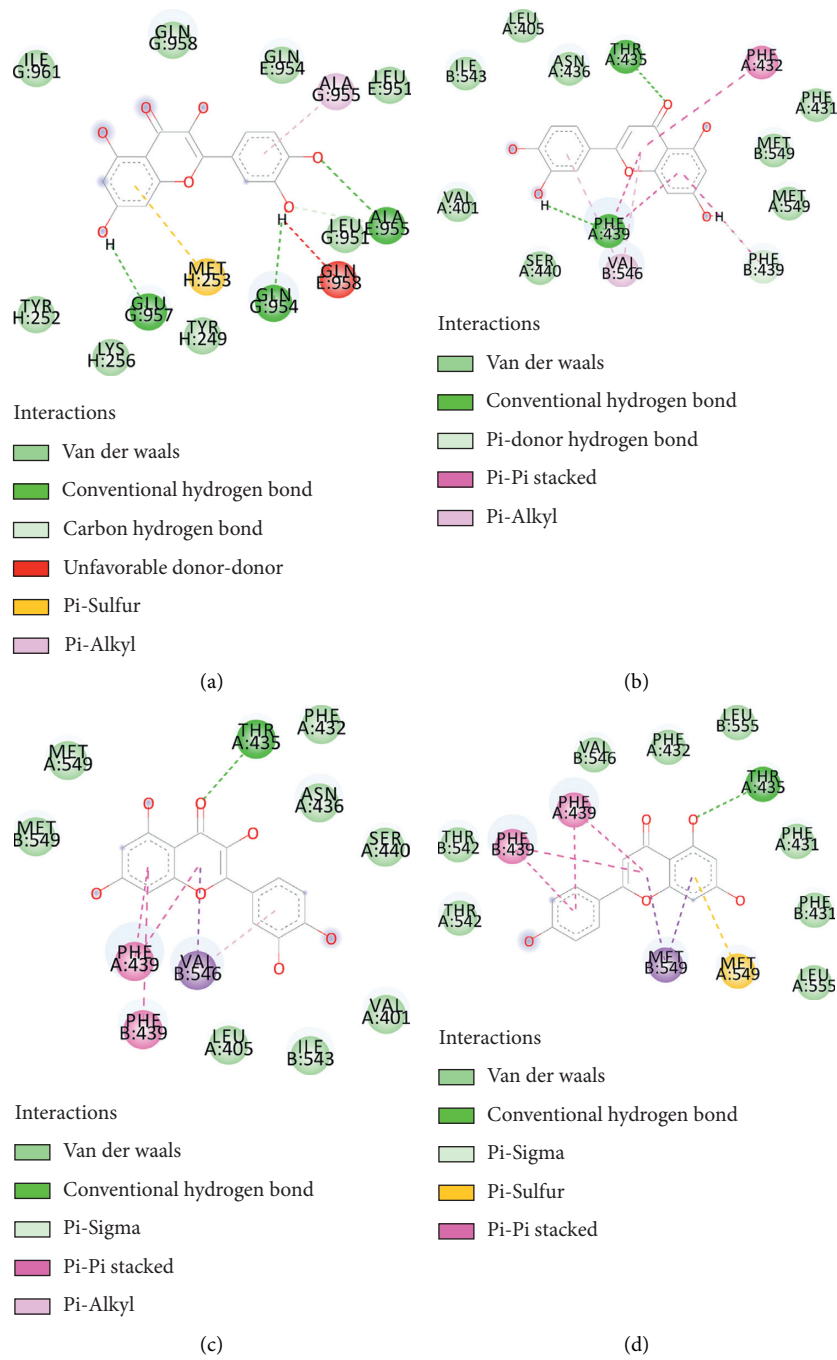 GLN
G:958
ILE
G:961
GLN
E:954
ALA
G:955
LEU
E:951
O
O
O
O
O
O
O
H
H
LEU
G:951
ALA
E:955
MET
H:253
GLN
E:958
GLU
G:957
GLN
G:954
TYR
H:252
TYR
H:249
LYS
H:256
Interactions
Van der waals
Conventional hydrogen bond
Carbon hydrogen bond
Unfavorable donor-donor
Pi-Sulfur
Pi-Alkyl
(a)
LEU
A:405
THR
A:435
PHE
A:432
ILE
B:543
ASN
A:436
PHE
A:431
MET
B:549
MET
A:549
VAL
A:401
O
O
O
O
O
O
H
H
PHE
A:439
SER
A:440
VAL
B:546
PHE
B:439
Interactions
Van der waals
Conventional hydrogen bond
Pi-donor hydrogen bond
Pi-Pi stacked
Pi-Alkyl
(b)
THR
A:435
PHE
A:432
MET
A:549
ASN
A:436
MET
B:549
SER
A:440
O
O
O
O
O
O
O
PHE
A:439
VAL
B:546
PHE
B:439
LEU
A:405
ILE
B:543
VAL
A:401
Interactions
Van der waals
Conventional hydrogen bond
Pi-Sigma
Pi-Pi stacked
Pi-Alkyl
(c)
LEU
B:555
VAL
B:546
PHE
A:432
THR
A:435
PHE
A:439
PHE
B:439
THR
B:542
PHE
A:431
THR
A:542
PHE
B:431
O
O
O
O
O
MET
B:549
MET
A:549
LEU
A:555
Interactions
Van der waals
Conventional hydrogen bond
Pi-Sigma
Pi-Sulfur
Pi-Pi stacked
(d)